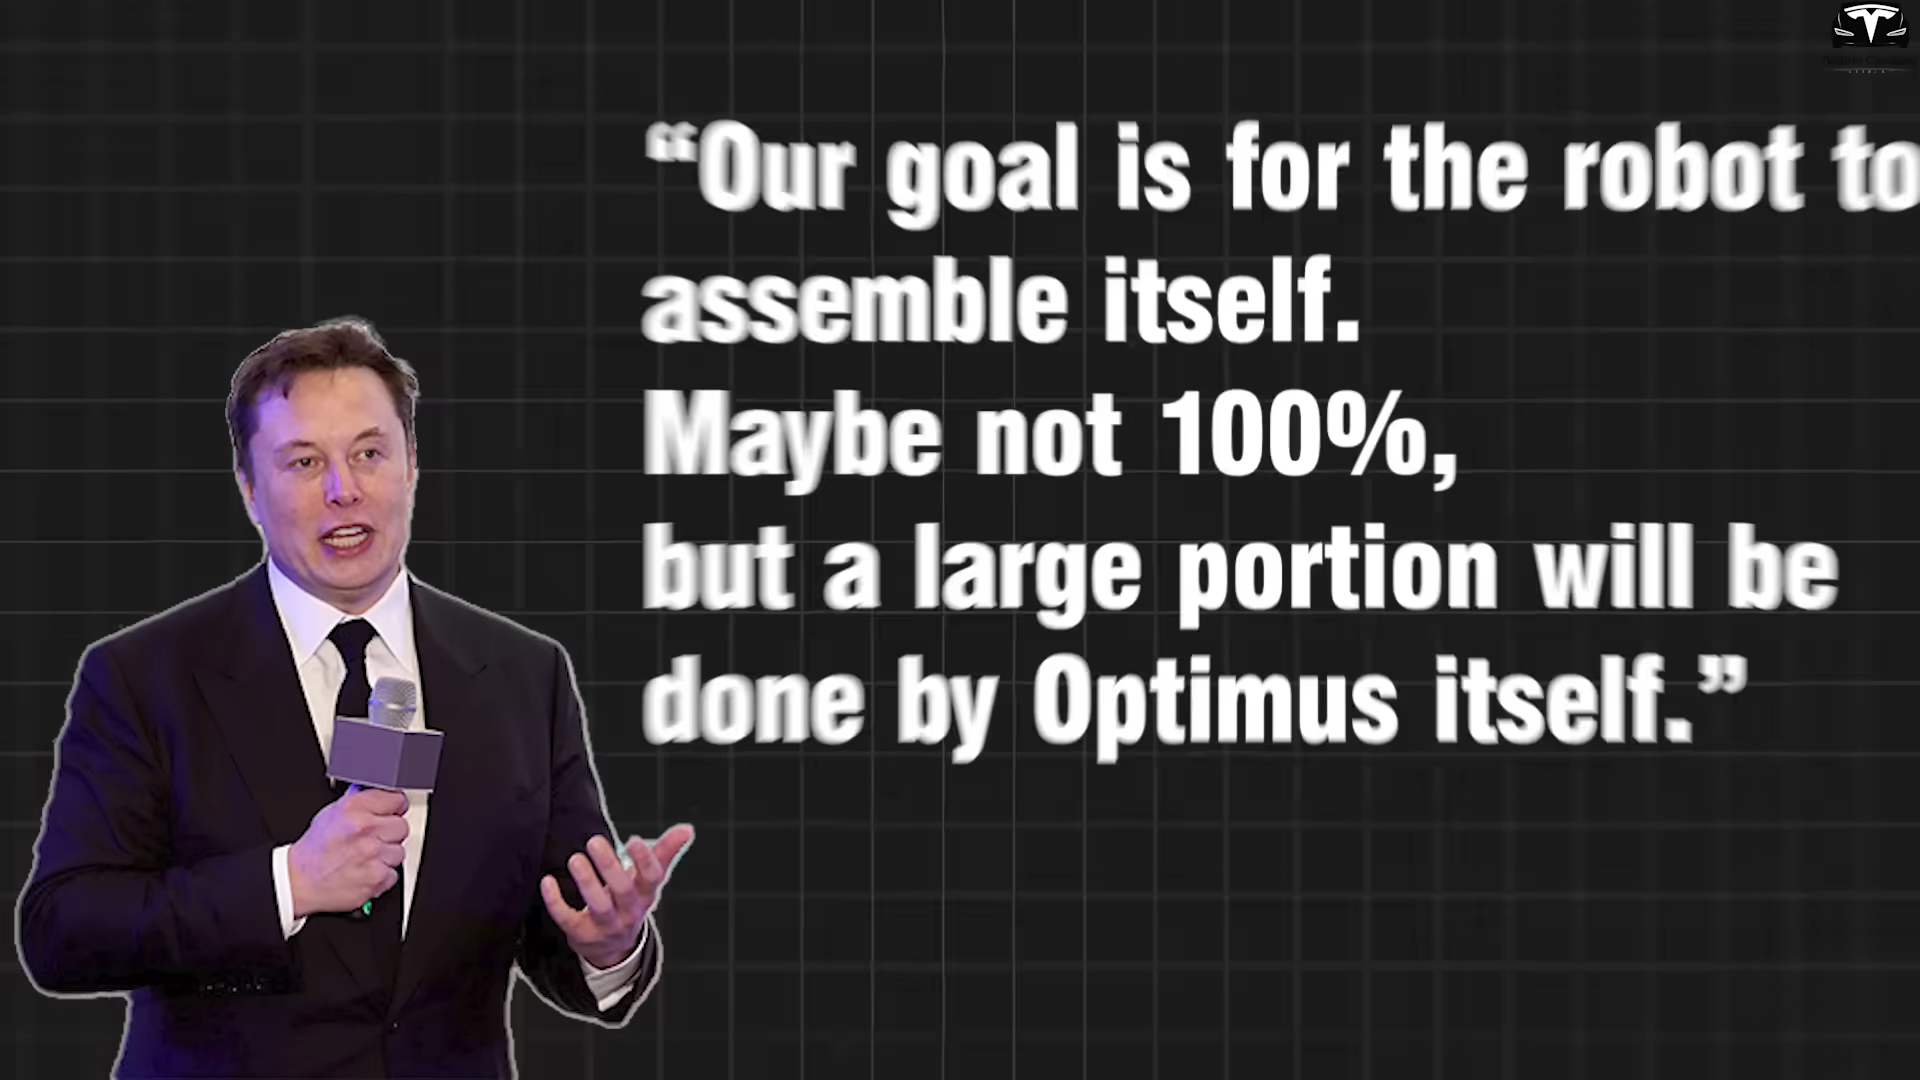 “Our goal is for the robot to
assemble itself.
Maybe not 100%,
but a large portion will be
done by Optimus itself.”